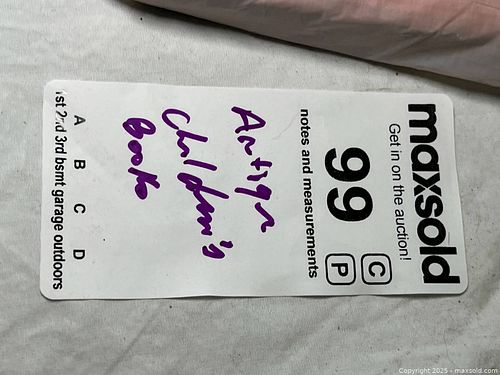 maxsold
Get in on the auction!
99
C
P
notes and measurements
Antique
Children's
Books
A B C D
1st 2nd 3rd bsmt garage outdoors
Copyright 2025 - maxsold.com